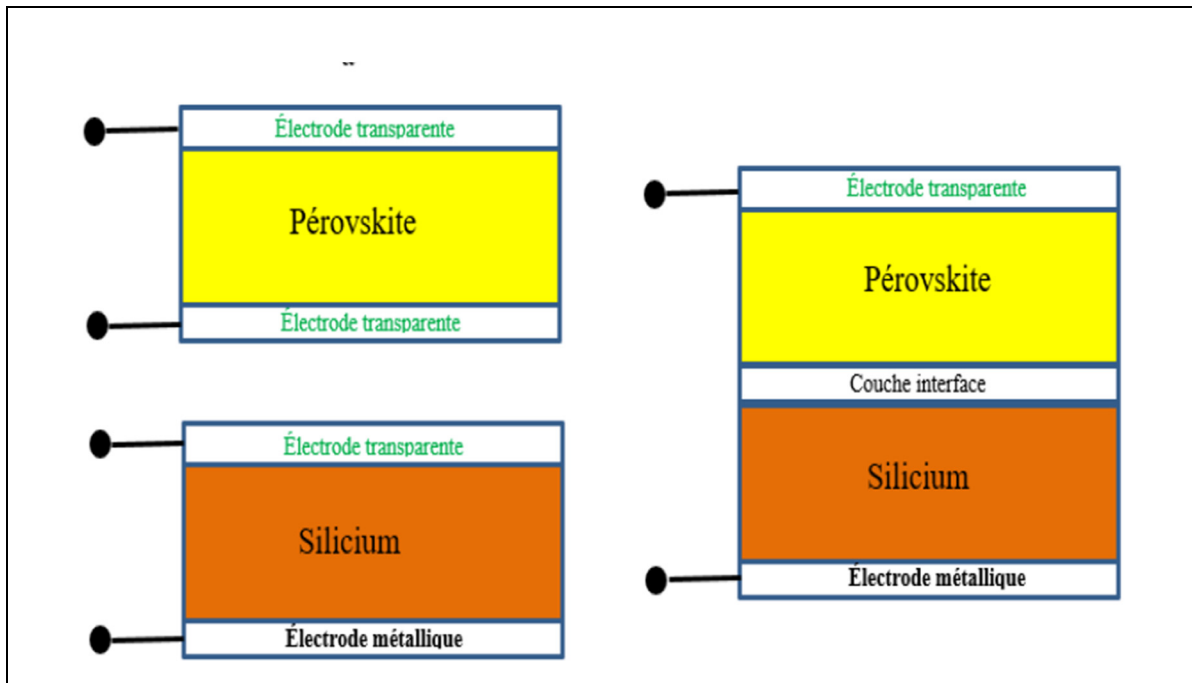 Électrode transparente
Pérovskite
Électrode transparente
Électrode transparente
Silicium
Électrode métallique
Électrode transparente
Pérovskite
Couche interface
Silicium
Électrode métallique